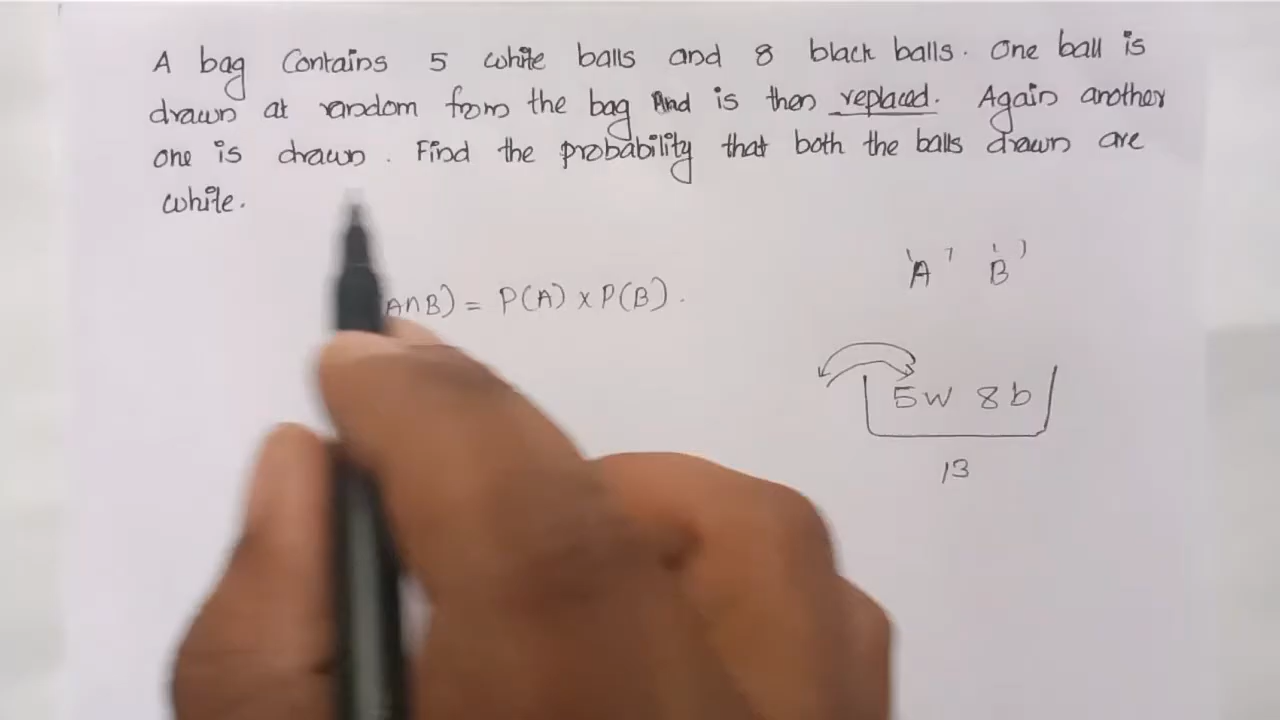 A bag Contains 5 white balls and 8 black balls. One ball is
drawn at random from the bag And is then replaced. Again another
one is drawn. Find the probability that both the balls drawn are
white.
'A' 'B'
A∩B) = P(A) × P(B).
5W 8b
13